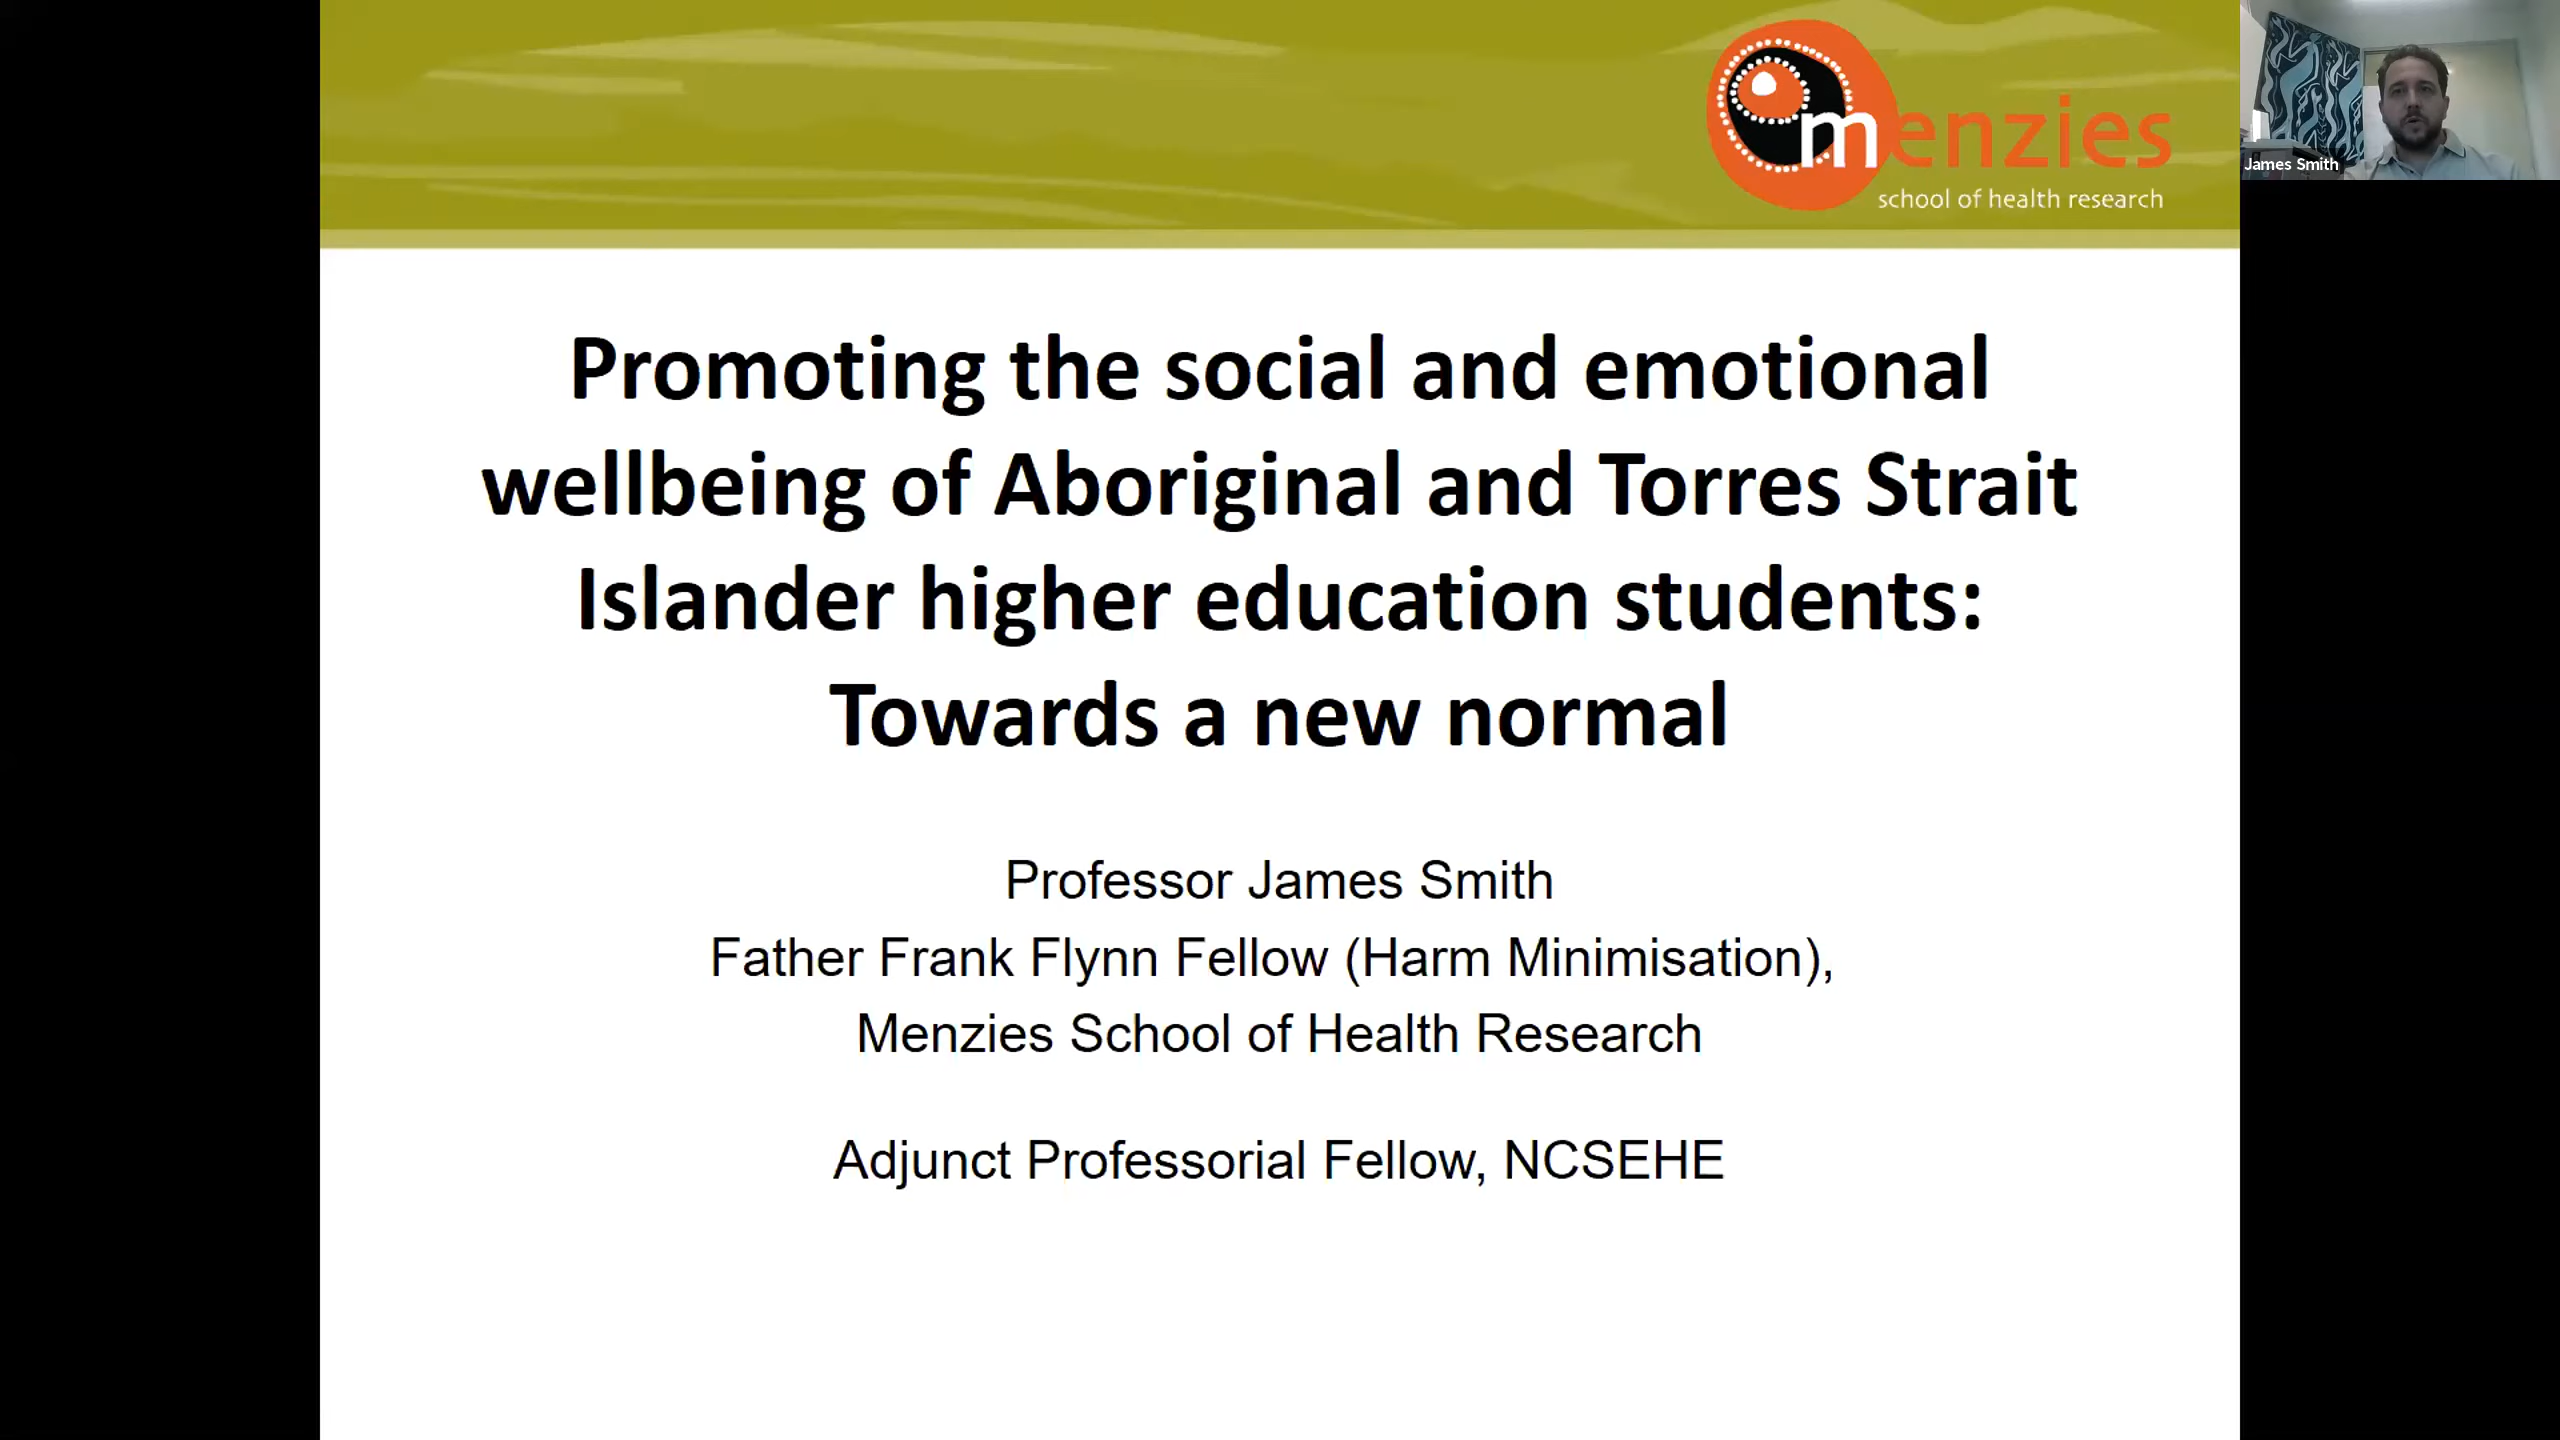 menzies
school of health research
James Smith
Promoting the social and emotional
wellbeing of Aboriginal and Torres Strait
Islander higher education students:
Towards a new normal
Professor James Smith
Father Frank Flynn Fellow (Harm Minimisation),
Menzies School of Health Research
Adjunct Professorial Fellow, NCSEHE